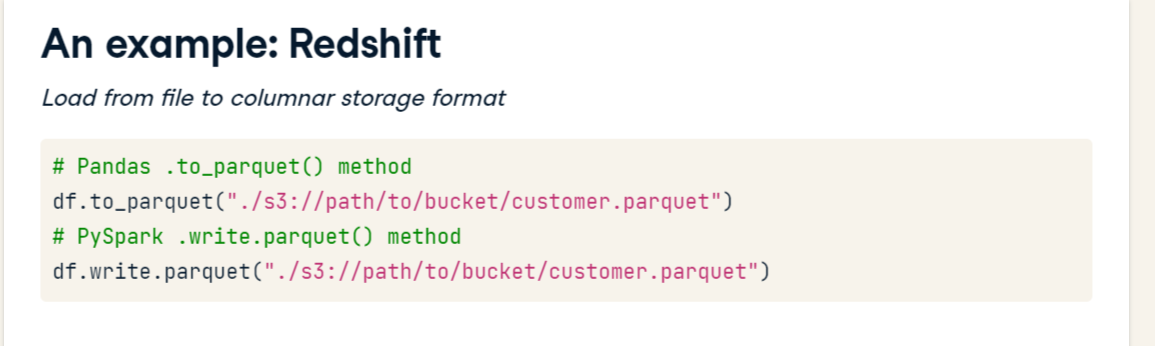 An example: Redshift
Load from file to columnar storage format
# Pandas .to_parquet() method
df.to_parquet("./s3://path/to/bucket/customer.parquet")
# PySpark .write.parquet() method
df.write.parquet("./s3://path/to/bucket/customer.parquet")